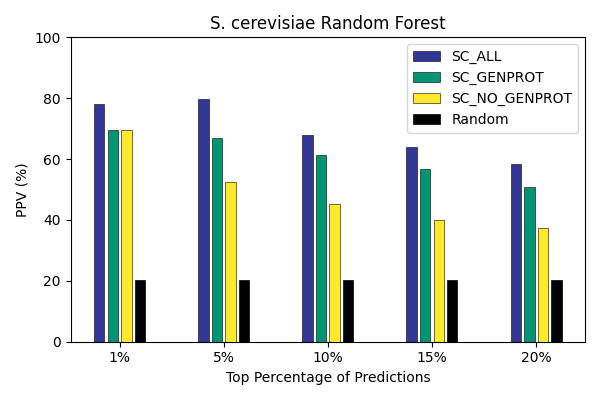 S. cerevisiae Random Forest
100
80
60
40
20
0
PPV (%)
SC_ALL
SC_GENPROT
SC_NO_GENPROT
Random
1%
5%
10%
15%
20%
Top Percentage of Predictions